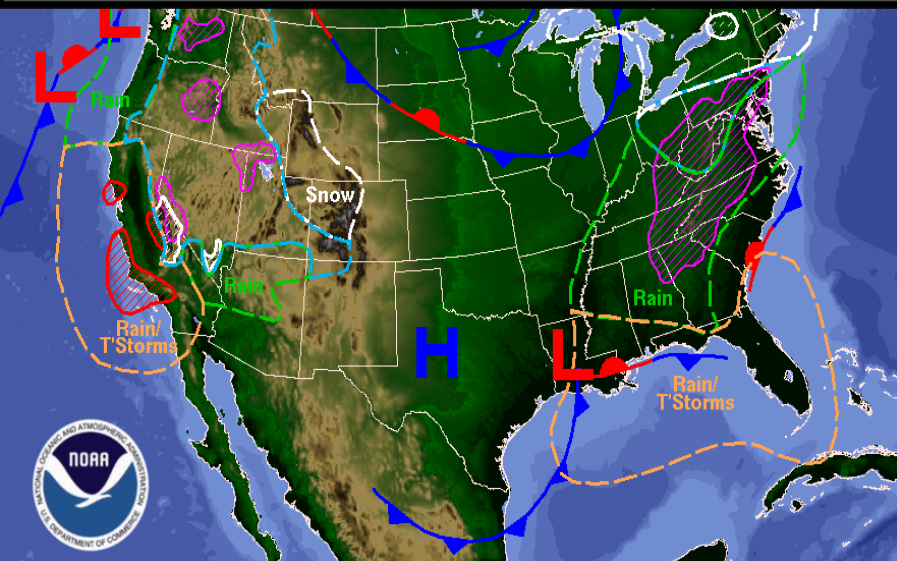 L
L
Rain
Snow
Rain
Rain/
T'Storms
H
Rain
L
Rain/
T'Storms
NATIONAL OCEANIC AND ATMOSPHERIC ADMINISTRATION
NOAA
U.S. DEPARTMENT OF COMMERCE